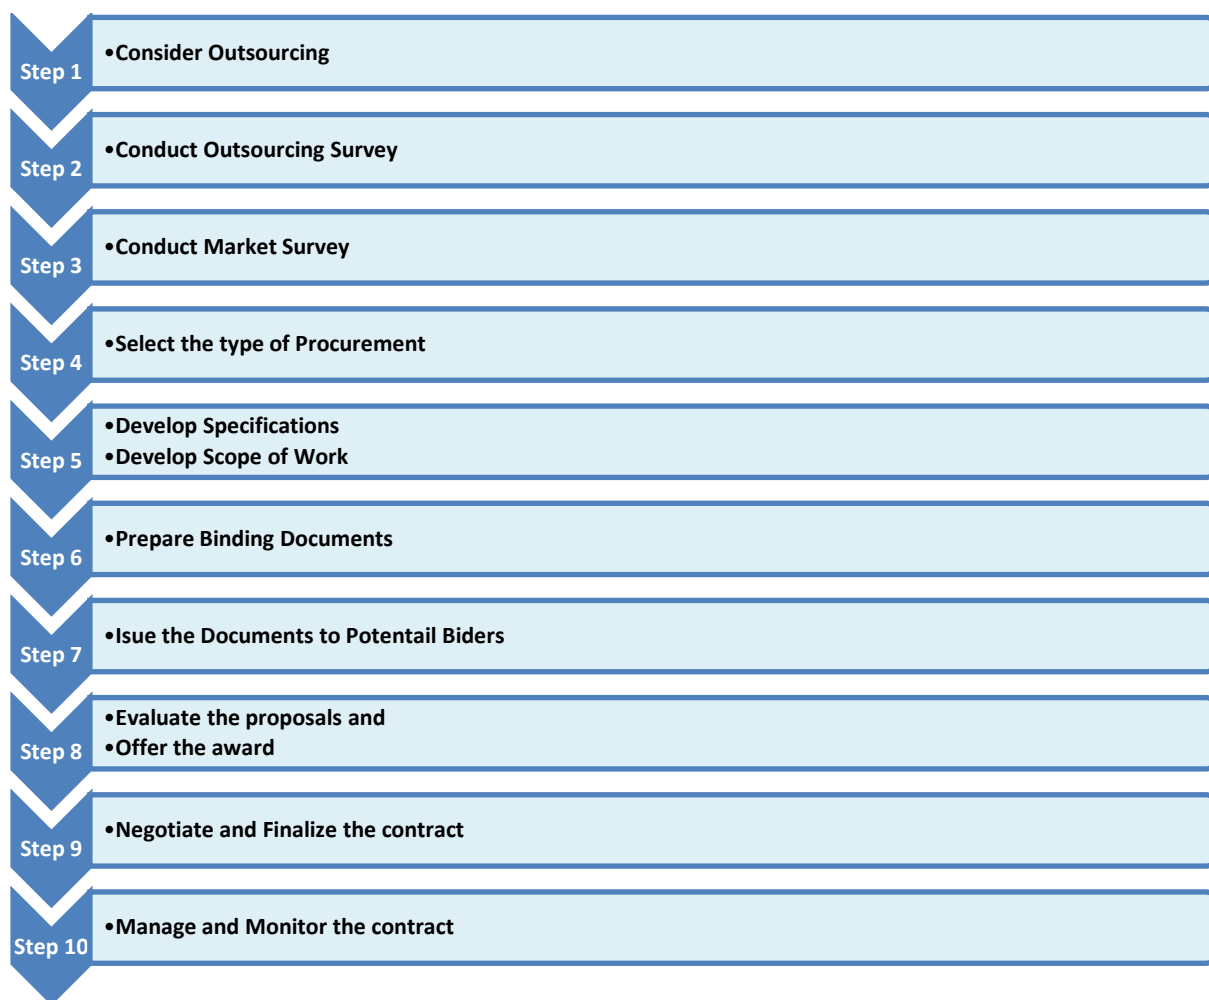 Step 1
•Consider Outsourcing
Step 2
•Conduct Outsourcing Survey
Step 3
•Conduct Market Survey
Step 4
•Select the type of Procurement
Step 5
•Develop Specifications
•Develop Scope of Work
Step 6
•Prepare Binding Documents
Step 7
•Isue the Documents to Potentail Biders
Step 8
•Evaluate the proposals and
•Offer the award
Step 9
•Negotiate and Finalize the contract
Step 10
•Manage and Monitor the contract